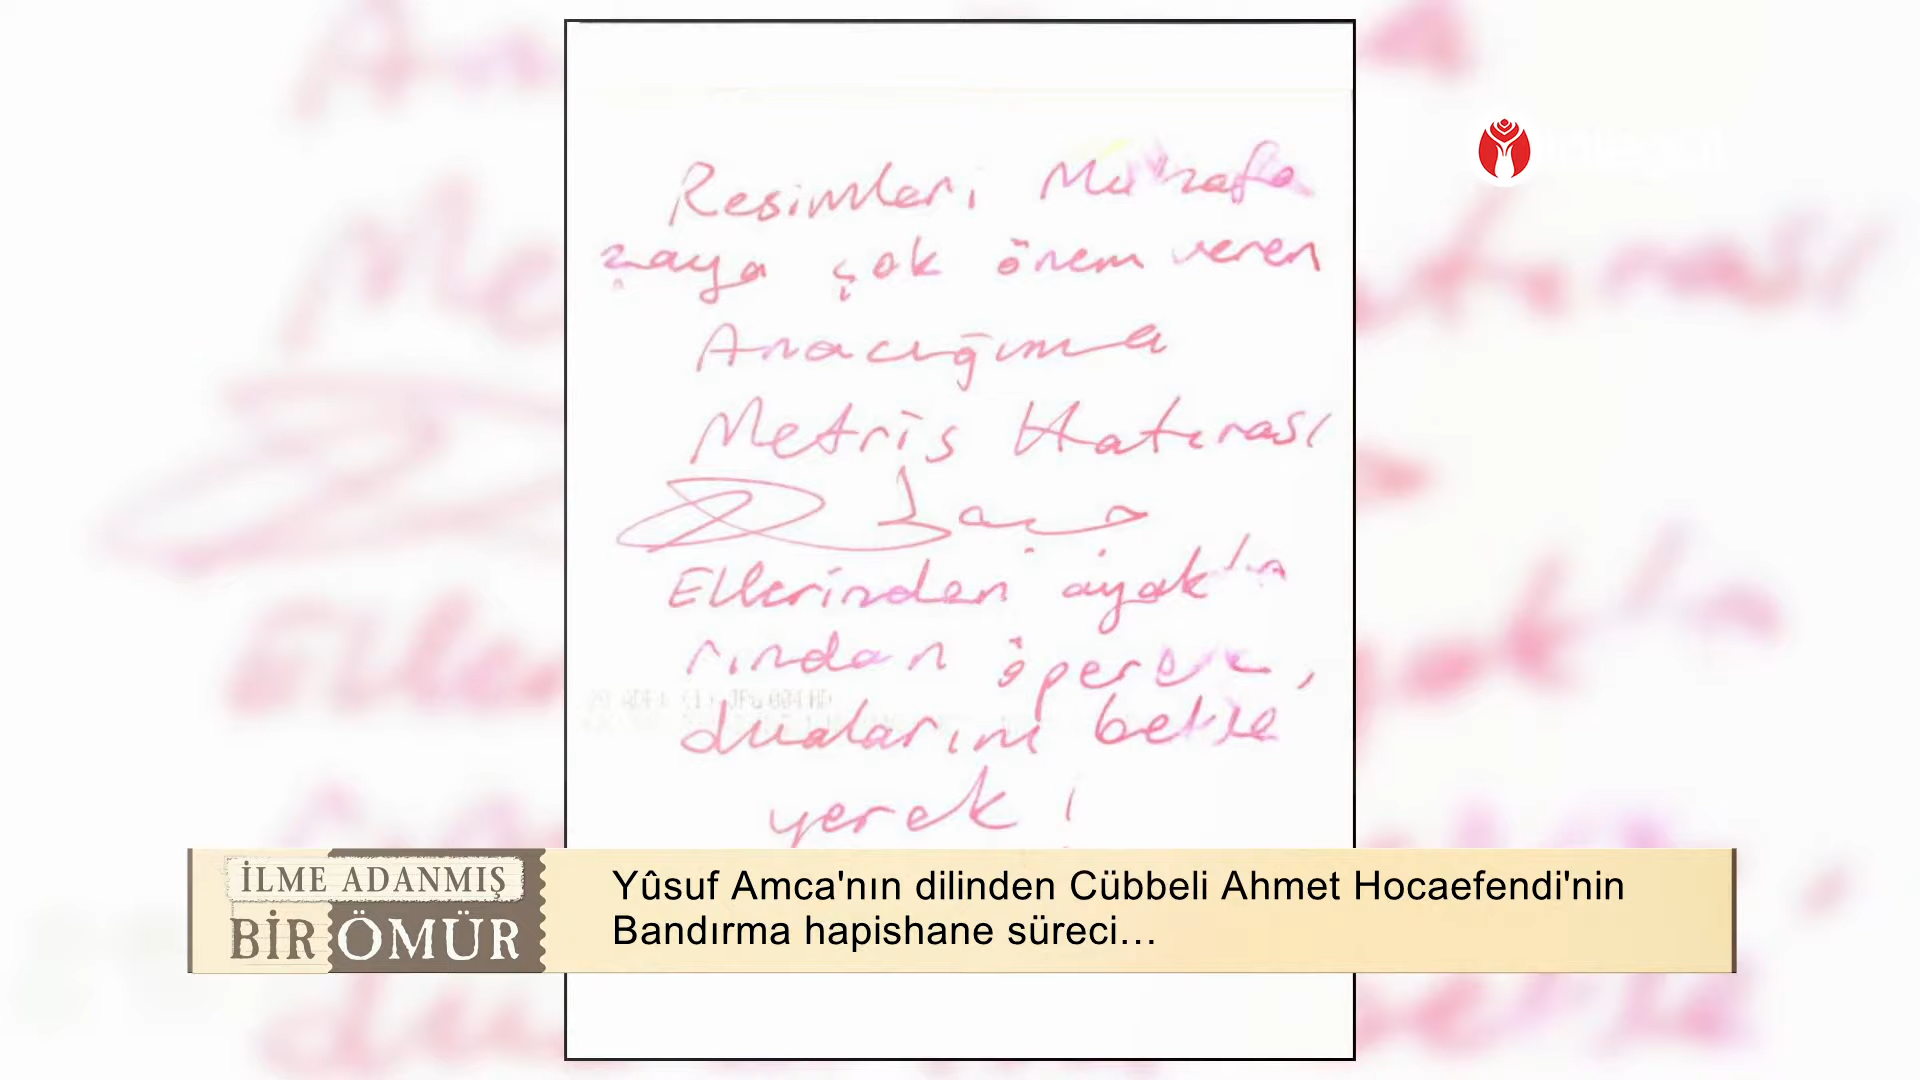 Resimleri Muhafa
zaya çok önem veren
Anacığıma
Metris Hatırası
Ellerinden ayakla
rından öperek,
dualarını bekle
yerek!
İLME ADANMIŞ
BİR ÖMÜR
Yûsuf Amca'nın dilinden Cübbeli Ahmet Hocaefendi'nin
Bandırma hapishane süreci…